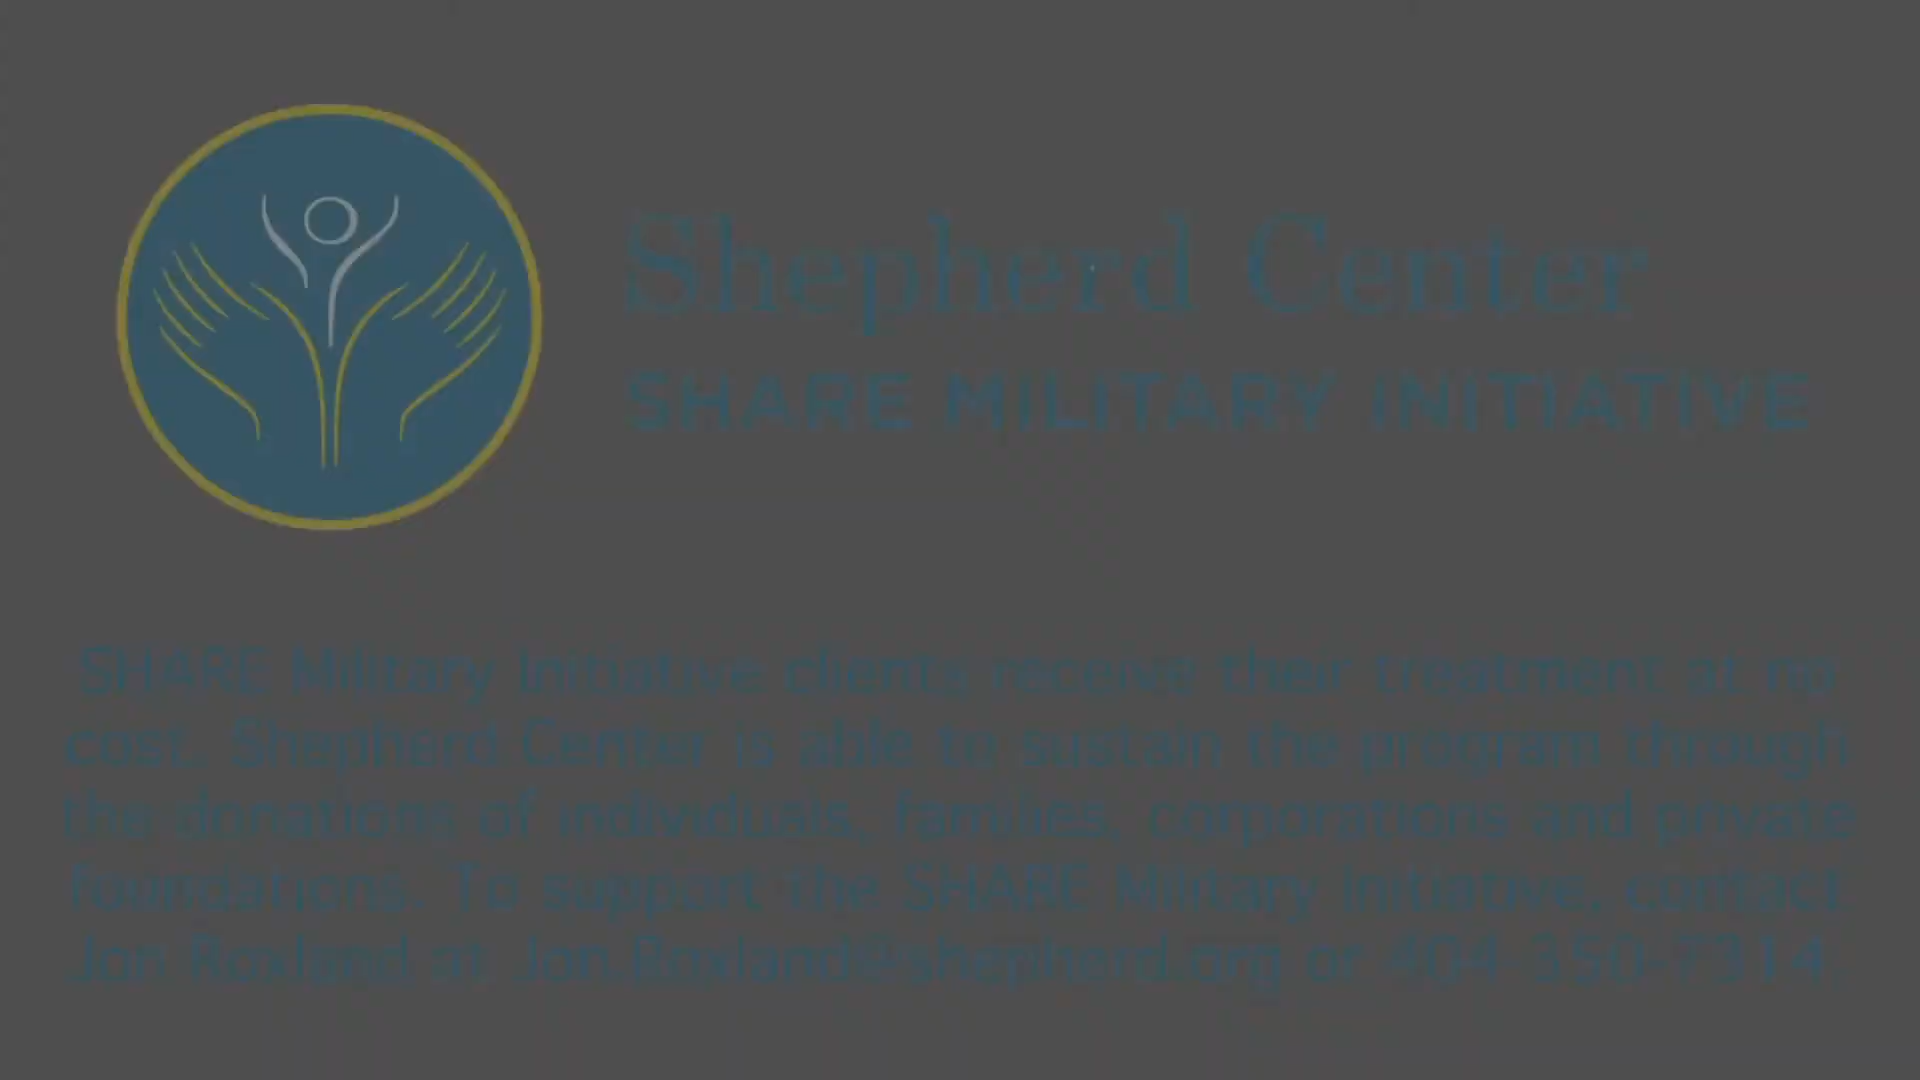 Shepherd Center
SHARE MILITARY INITIATIVE
SHARE Military Initiative clients receive their treatment at no
cost. Shepherd Center is able to sustain the program through
the donations of individuals, families, corporations and private
foundations. To support the SHARE Military Initiative, contact
Jon Roxland at Jon.Roxland@shepherd.org or 404-350-7314.